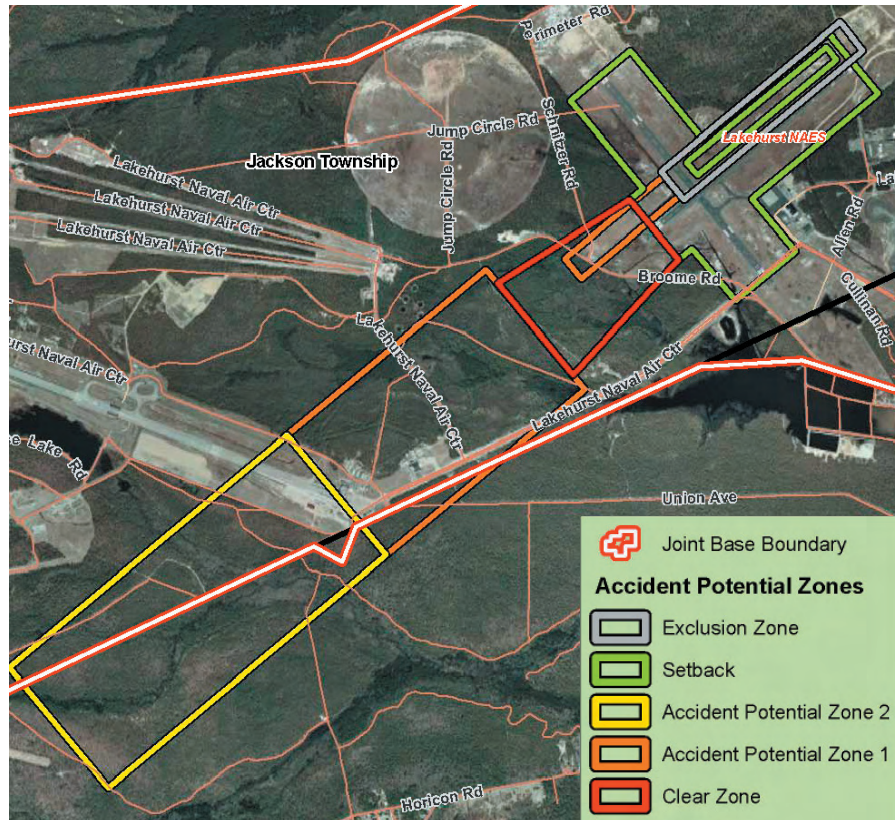 Perimeter Rd
Schnitzer Rd
Jump Circle Rd
Jump Circle Rd
Lakehurst NAES
Jackson Township
Lakehurst Naval Air Ctr
Lakehurst Naval Air Ctr
Lakehurst Naval Air Ctr
Allen Rd
Cullinan Rd
La
Broome Rd
Lakehurst Naval Air Ctr
Lakehurst Naval Air Ctr
hurst Naval Air Ctr
se Lake Rd
Union Ave
Horicon Rd
Joint Base Boundary
Accident Potential Zones
Exclusion Zone
Setback
Accident Potential Zone 2
Accident Potential Zone 1
Clear Zone